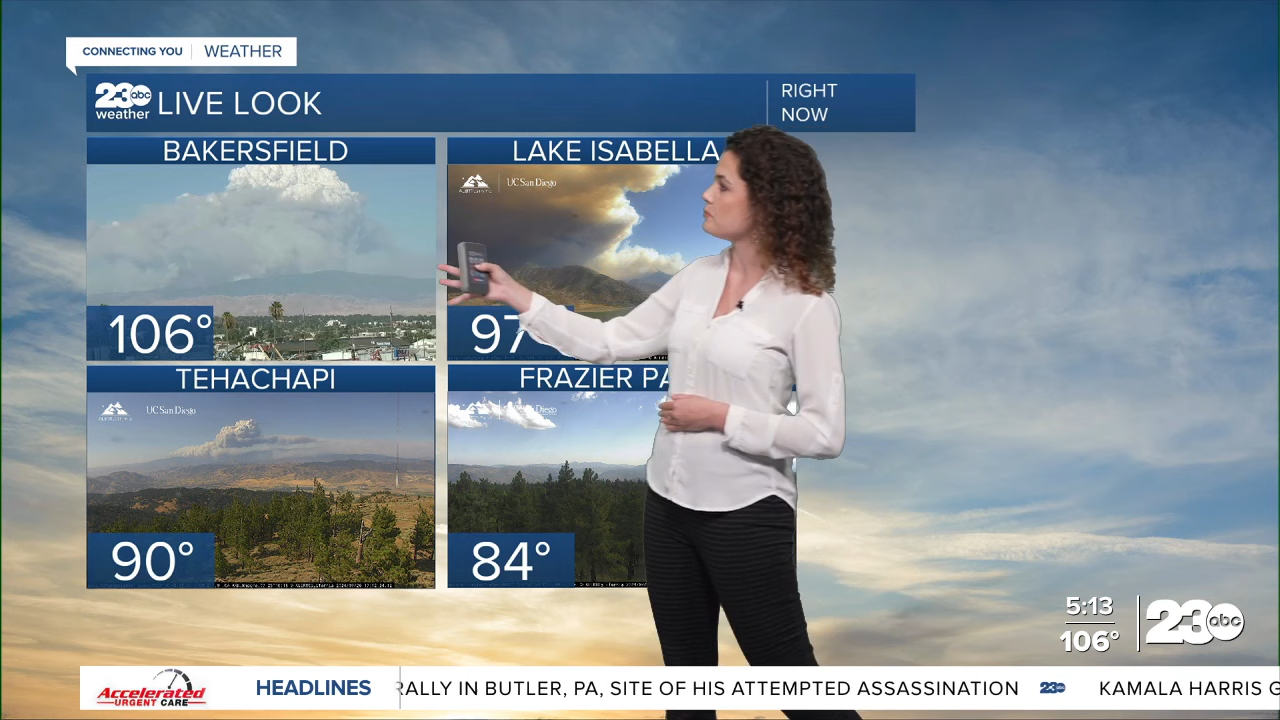 CONNECTING YOU | WEATHER
23 abc
weather
LIVE LOOK
RIGHT
NOW
BAKERSFIELD
106°
LAKE ISABELLA
UC San Diego
97
TEHACHAPI
UC San Diego
90°
FRAZIER PA
84°
5:13
106°
23 abc
Accelerated
URGENT CARE
HEADLINES
RALLY IN BUTLER, PA, SITE OF HIS ATTEMPTED ASSASSINATION 23abc KAMALA HARRIS G